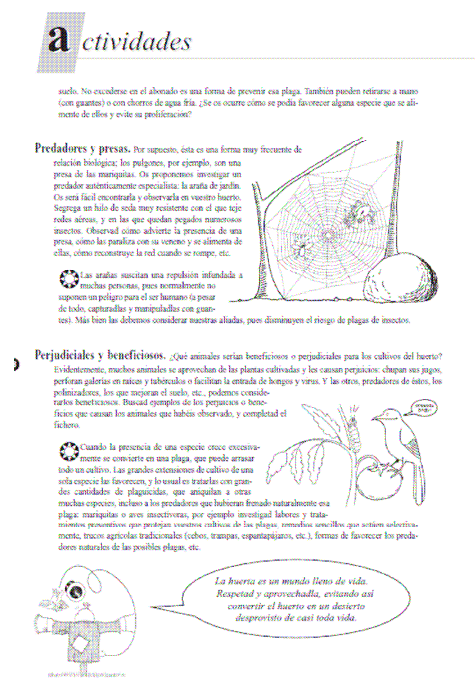 actividades
suelo. No excederse en el abonado es una forma de prevenir esa plaga. También pueden retirarse a mano
(con guantes) o con chorros de agua fría. ¿Se os ocurre cómo se podía favorecer alguna especie que se ali-
mente de ellos y evite su proliferación?
Predadores y presas. Por supuesto, ésta es una forma muy frecuente de
relación biológica; los pulgones, por ejemplo, son una
presa de las mariquitas. Os proponemos investigar un
predador auténticamente especialista: la araña de jardín.
Os será fácil encontrarla y observarla en vuestro huerto.
Segrega un hilo de seda muy resistente con el que teje
redes aéreas, y en las que quedan pegados numerosos
insectos. Observad cómo advierte la presencia de una
presa, cómo las paraliza con su veneno y se alimenta de
ellas, cómo reconstruye la red cuando se rompe, etc.
Las arañas suscitan una repulsión infundada a
muchas personas, pues normalmente no
suponen un peligro para el ser humano (a pesar
de todo, capturadlas y manipuladlas con guan-
tes). Más bien las debemos considerar nuestras aliadas, pues disminuyen el riesgo de plagas de insectos.
Perjudiciales y beneficiosos. ¿Qué animales serían beneficiosos o perjudiciales para los cultivos del huerto?
Evidentemente, muchos animales se aprovechan de las plantas cultivadas y les causan perjuicios: chupan sus jugos,
perforan galerías en raíces y tubérculos o facilitan la entrada de hongos y virus. Y las otros, predadores de éstos, los
polinizadores, los que mejoran el suelo, etc., podemos conside-
rarlos beneficiosos. Buscad ejemplos de los perjuicios o bene-
ficios que causan los animales que habéis observado, y completad el
fichero.
Cuando la presencia de una especie crece excesiva-
mente se convierte en una plaga, que puede arrasar
todo un cultivo. Las grandes extensiones de cultivo de una
sola especie las favorecen, y lo usual es tratarlas con gran-
des cantidades de plaguicidas, que aniquilan a otras
muchas especies, incluso a los predadores que hubieran frenado naturalmente esa
plaga: mariquitas o aves insectívoras, por ejemplo investigad labores y trata-
mientos preventivos que protejan vuestros cultivos de las plagas, remedios sencillos que actúen selectiva-
mente, trucos agrícolas tradicionales (cebos, trampas, espantapájaros, etc.), formas de favorecer los preda-
dores naturales de las posibles plagas, etc.
La huerta es un mundo lleno de vida.
Respetad y aprovechadla, evitando así
convertir el huerto en un desierto
desprovisto de casi toda vida.